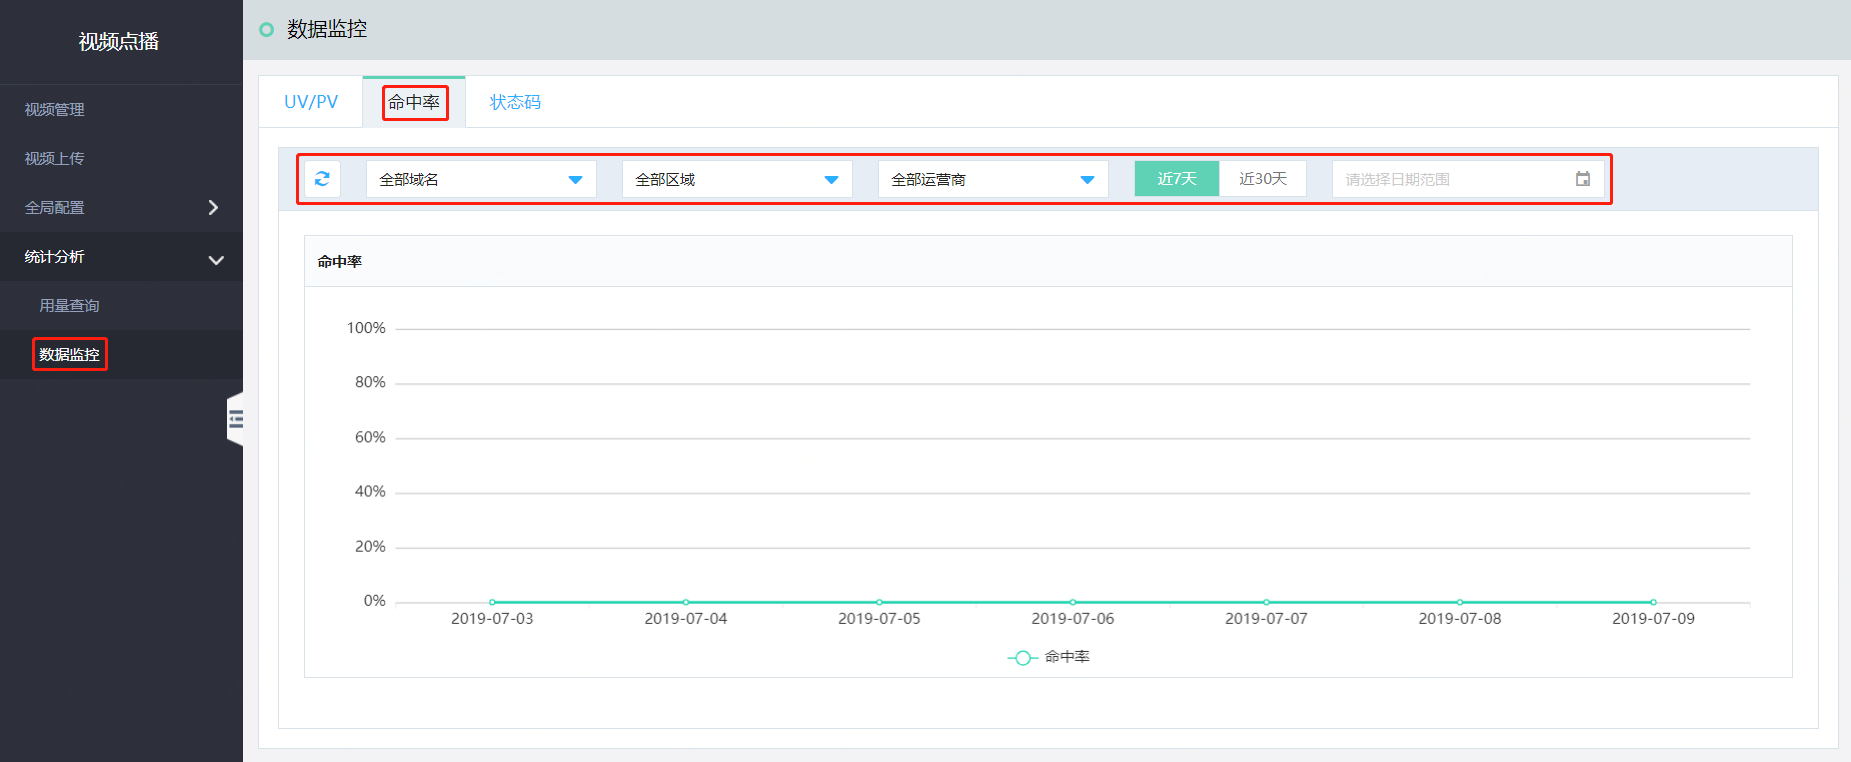 视频点播
视频管理
视频上传
全局配置
统计分析
用量查询
数据监控
数据监控
UV/PV 命中率 状态码
全部域名 全部区域 全部运营商 近7天 近30天 请选择日期范围
命中率
100%
80%
60%
40%
20%
0%
2019-07-03 2019-07-04 2019-07-05 2019-07-06 2019-07-07 2019-07-08 2019-07-09
命中率